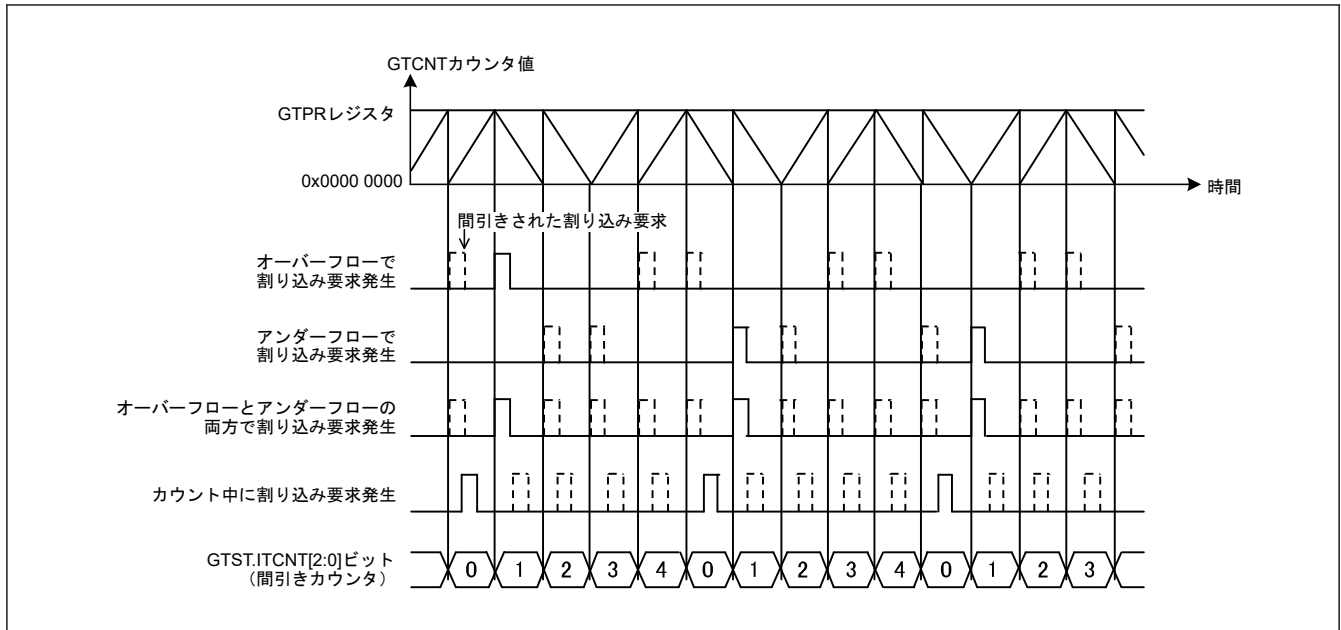 GTCNTカウンタ値
GTPRレジスタ
0x0000 0000
時間
間引きされた割り込み要求
オーバーフローで
割り込み要求発生
アンダーフローで
割り込み要求発生
オーバーフローとアンダーフローの
両方で割り込み要求発生
カウント中に割り込み要求発生
GTST.ITCNT[2:0]ビット
（間引きカウンタ）
0 1 2 3 4 0 1 2 3 4 0 1 2 3